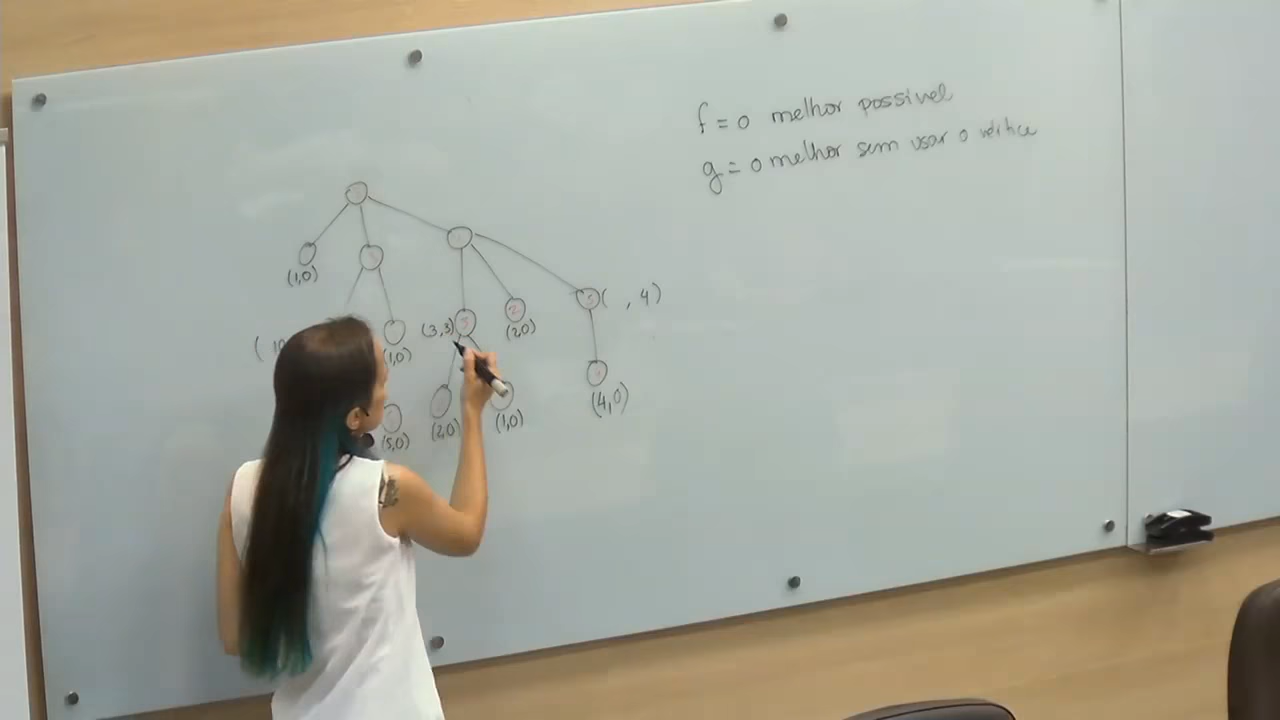 f = o melhor possível
g = o melhor sem usar o vértice
(1,0)
( , 4)
(3,3)
(2,0)
(1,0)
(4,0)
(5,0)
(2,0)
(1,0)